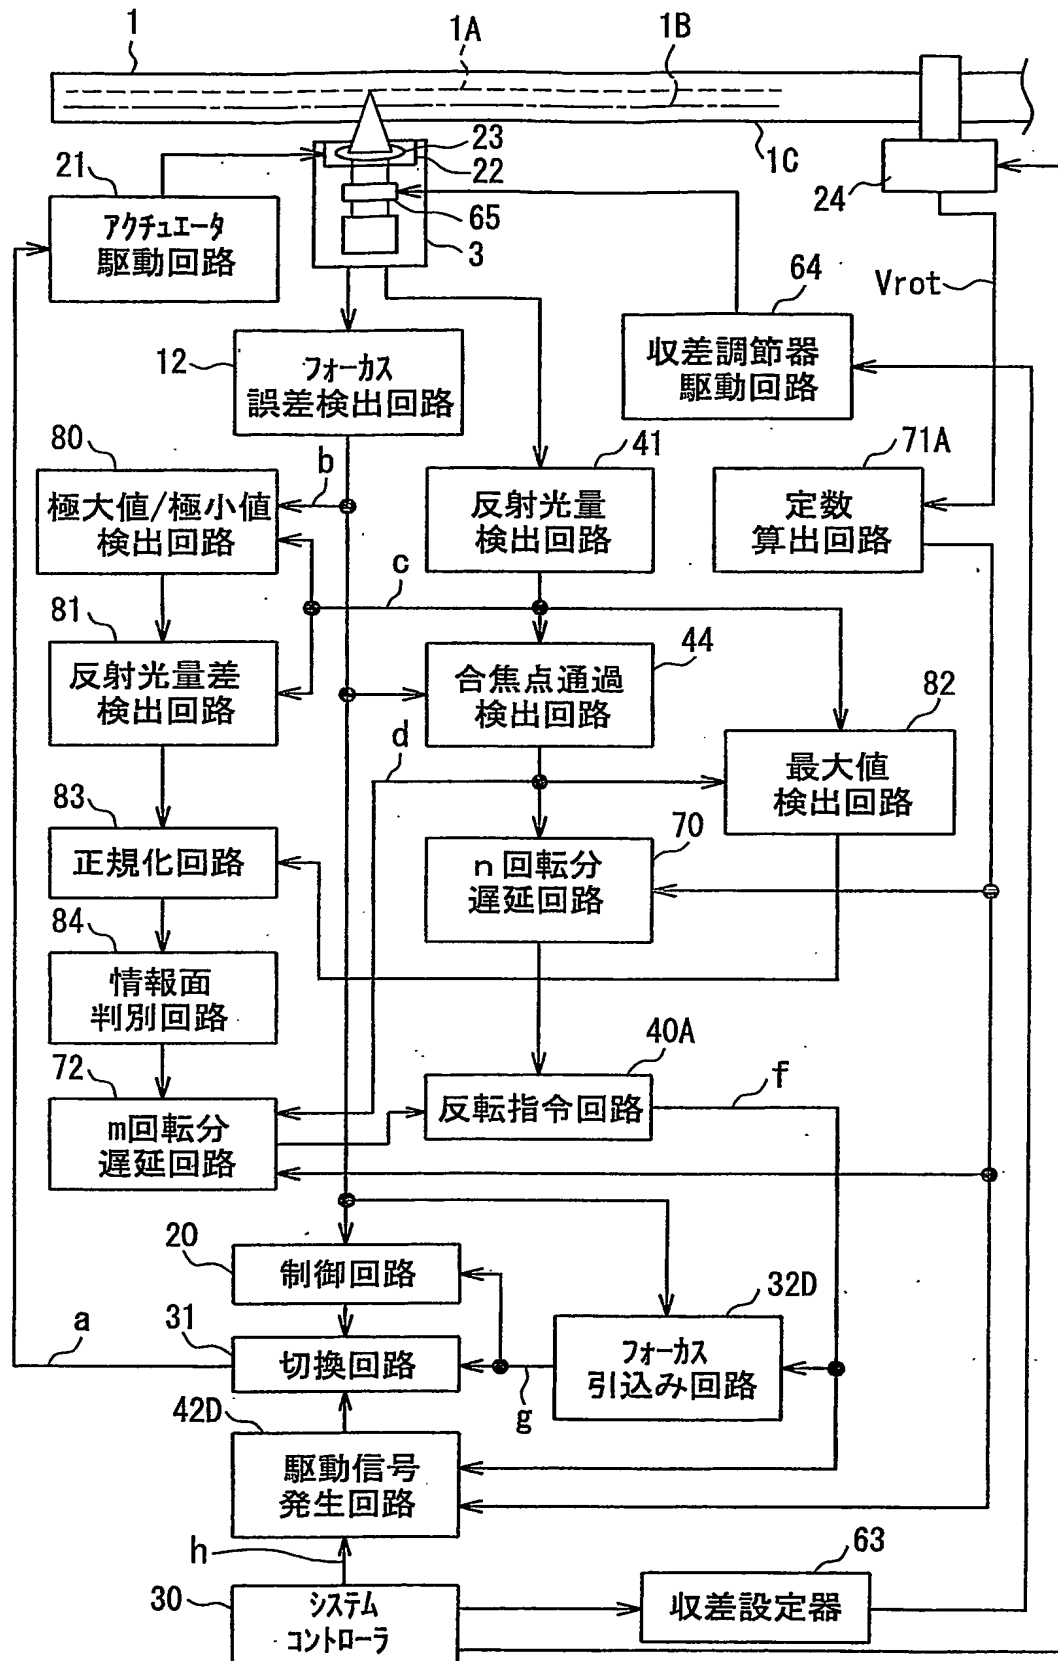 1
1A
1B
23
22
1C
21
24
65
3
アクチュエータ
駆動回路
64
Vrot
12
フォーカス
誤差検出回路
収差調節器
駆動回路
80
b
41
71A
極大値/極小値
検出回路
反射光量
検出回路
定数
算出回路
c
81
44
反射光量差
検出回路
合焦点通過
検出回路
82
d
最大値
検出回路
83
70
正規化回路
n回転分
遅延回路
84
情報面
判別回路
40A
72
f
反転指令回路
m回転分
遅延回路
20
制御回路
32D
a
31
切換回路
フォーカス
引込み回路
g
42D
駆動信号
発生回路
h
63
30
システム
コントローラ
収差設定器